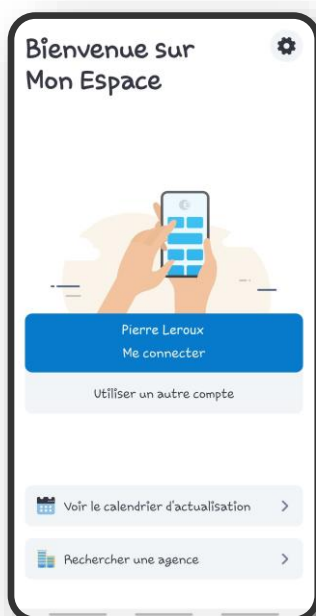 Bienvenue sur
Mon Espace
Pierre Leroux
Me connecter
Utiliser un autre compte
Voir le calendrier d'actualisation
Rechercher une agence